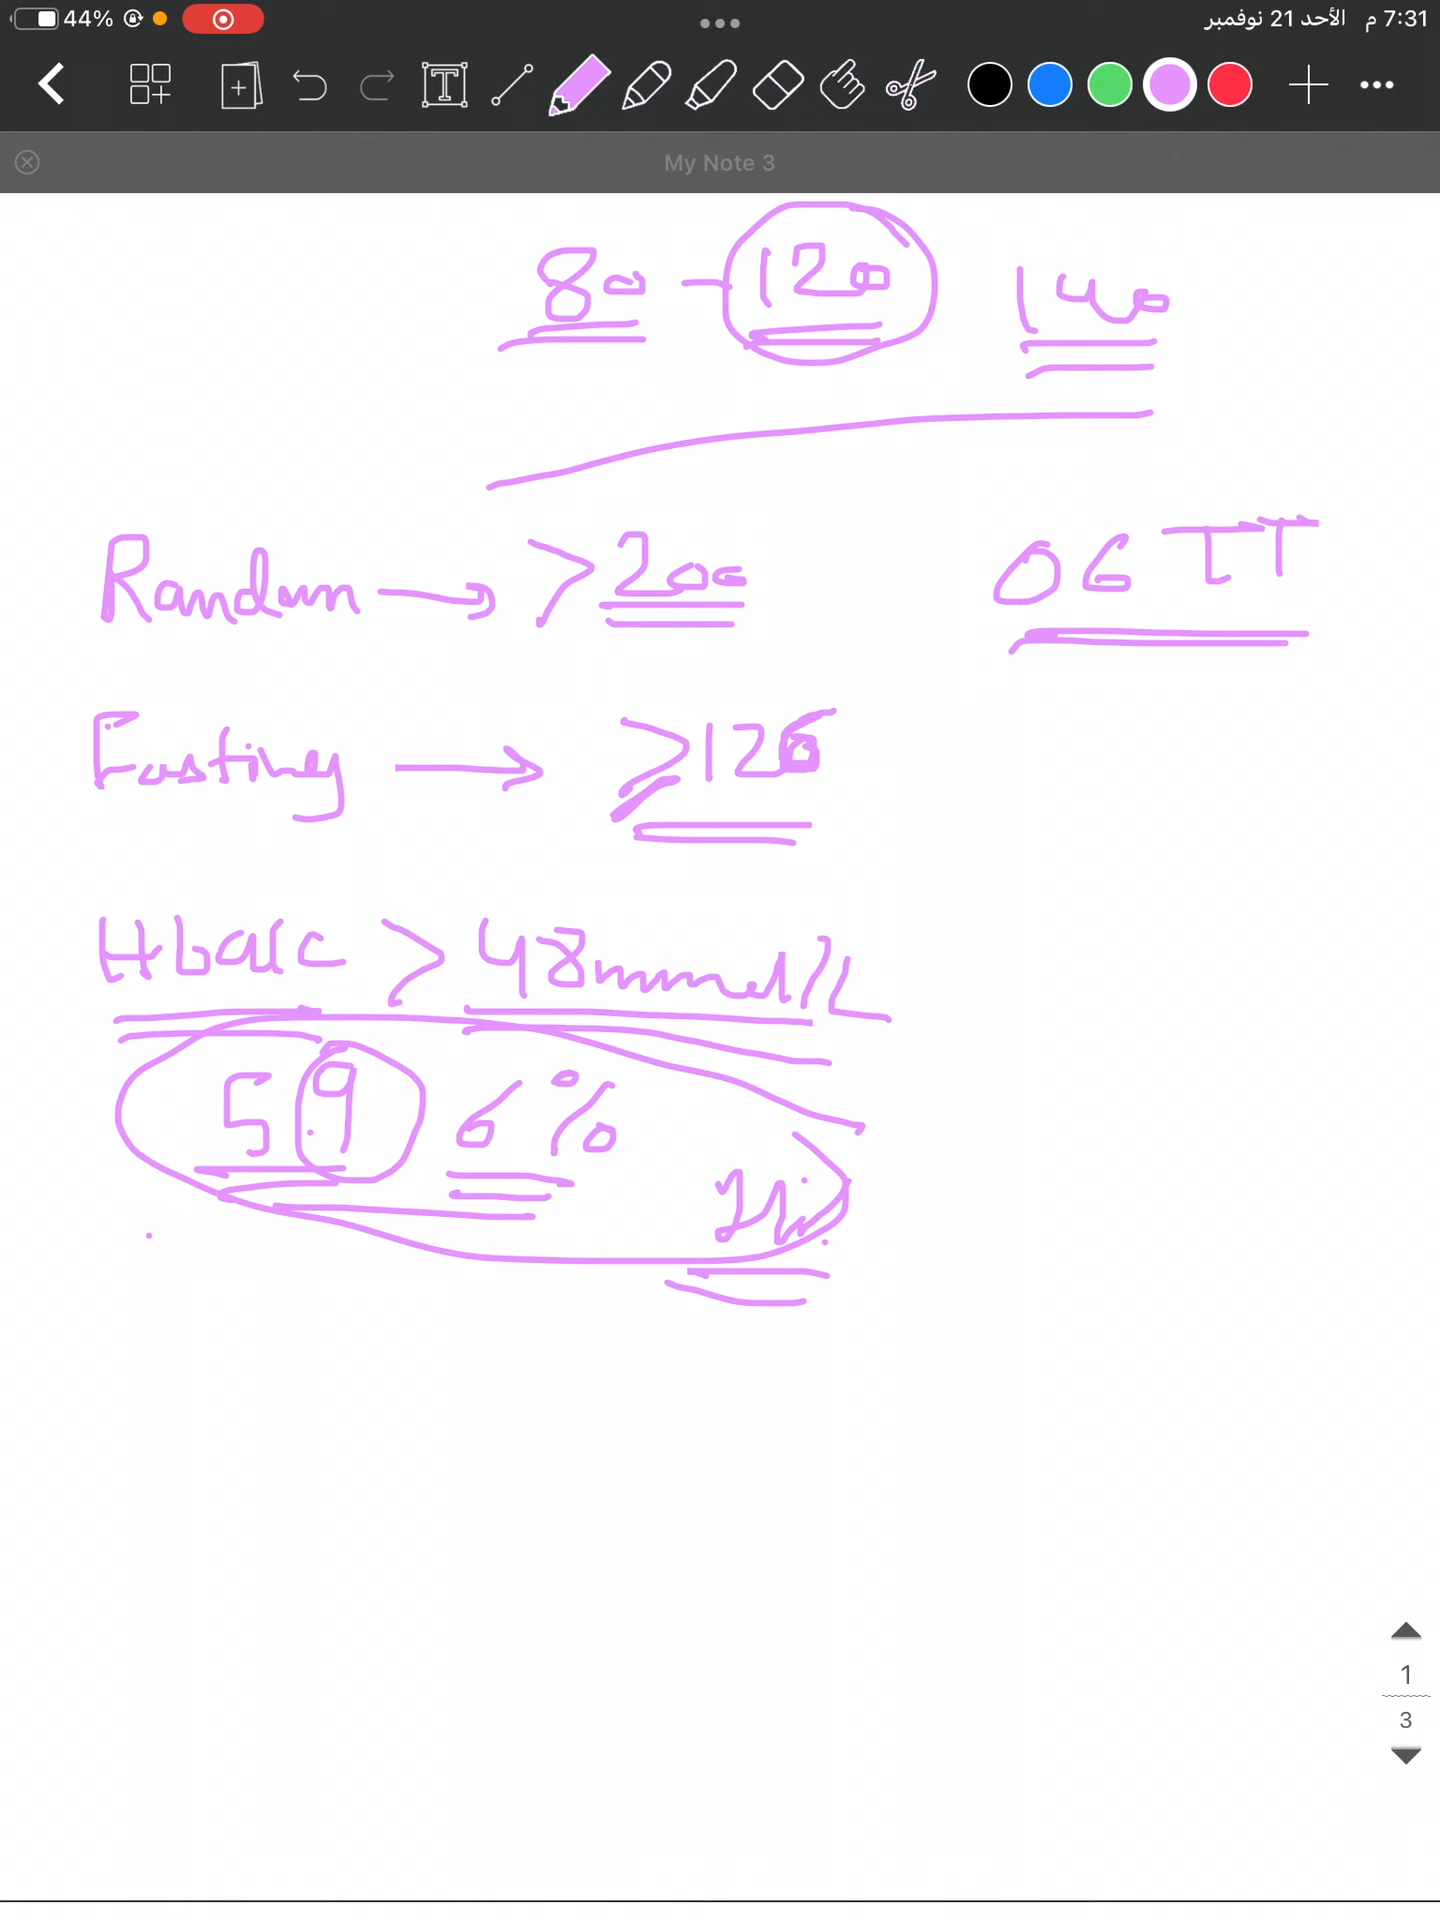 44% 7:31 م الأحد 21 نوفمبر
T
My Note 3
80 - 120 140
Random → > 200 OGTT
Fasting → ≥ 126
Hba1c > 48mmol/L
5.9 6%
1
3